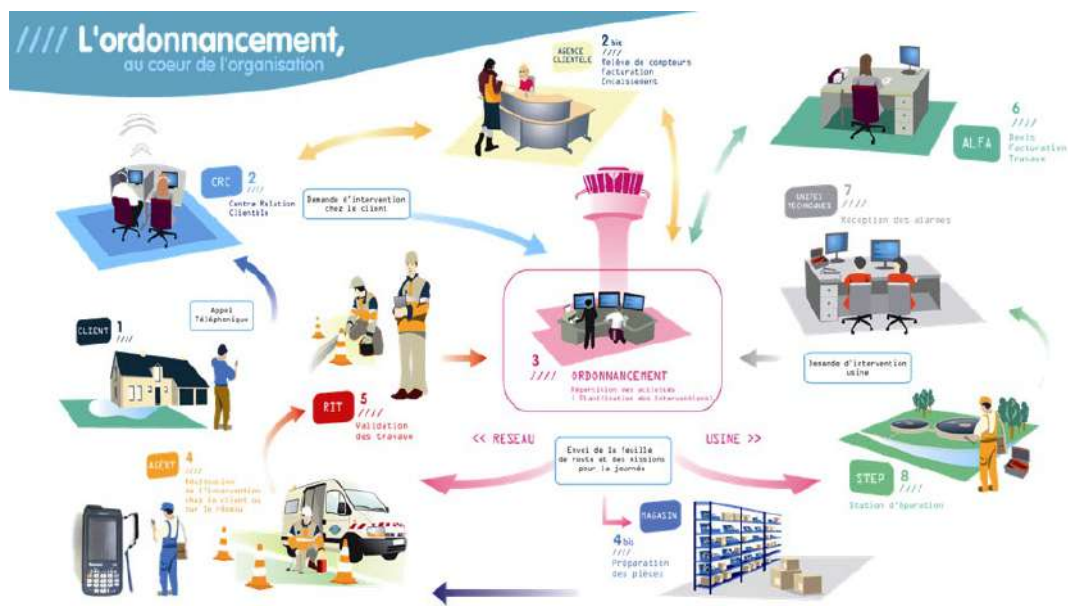 //// L'ordonnancement,
au coeur de l'organisation
AGENCE
CLIENTELE
2 bis
////
Relève de compteurs
Facturation
Encaissement
6
////
ALFA
Devis
Facturation
Travaux
CRC
2
////
Centre Relation
Clientèle
Demande d'intervention
chez le client
UNITES
TECHNIQUES
7
////
Réception des alarmes
Appel
Téléphonique
CLIENT
1
////
3
////
ORDONNANCEMENT
Répartition des activités
( Planification des interventions)
Demande d'intervention
usine
RIT
5
////
Validation
des travaux
<< RESEAU
USINE >>
Envoi de la feuille
de route et des missions
pour la journée
AGENT
4
////
Réalisation
de l'intervention
chez le client ou
sur le réseau
STEP
8
////
Station d'épuration
MAGASIN
4 bis
////
Préparation
des pièces